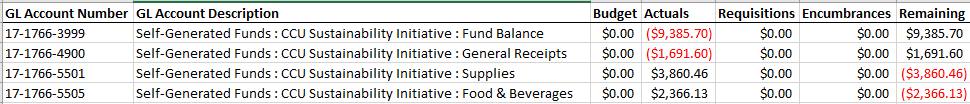 GL Account Number GL Account Description Budget Actuals Requisitions Encumbrances Remaining
17-1766-3999 Self-Generated Funds : CCU Sustainability Initiative : Fund Balance $0.00 ($9,385.70) $0.00 $0.00 $9,385.70
17-1766-4900 Self-Generated Funds : CCU Sustainability Initiative : General Receipts $0.00 ($1,691.60) $0.00 $0.00 $1,691.60
17-1766-5501 Self-Generated Funds : CCU Sustainability Initiative : Supplies $0.00 $3,860.46 $0.00 $0.00 ($3,860.46)
17-1766-5505 Self-Generated Funds : CCU Sustainability Initiative : Food & Beverages $0.00 $2,366.13 $0.00 $0.00 ($2,366.13)